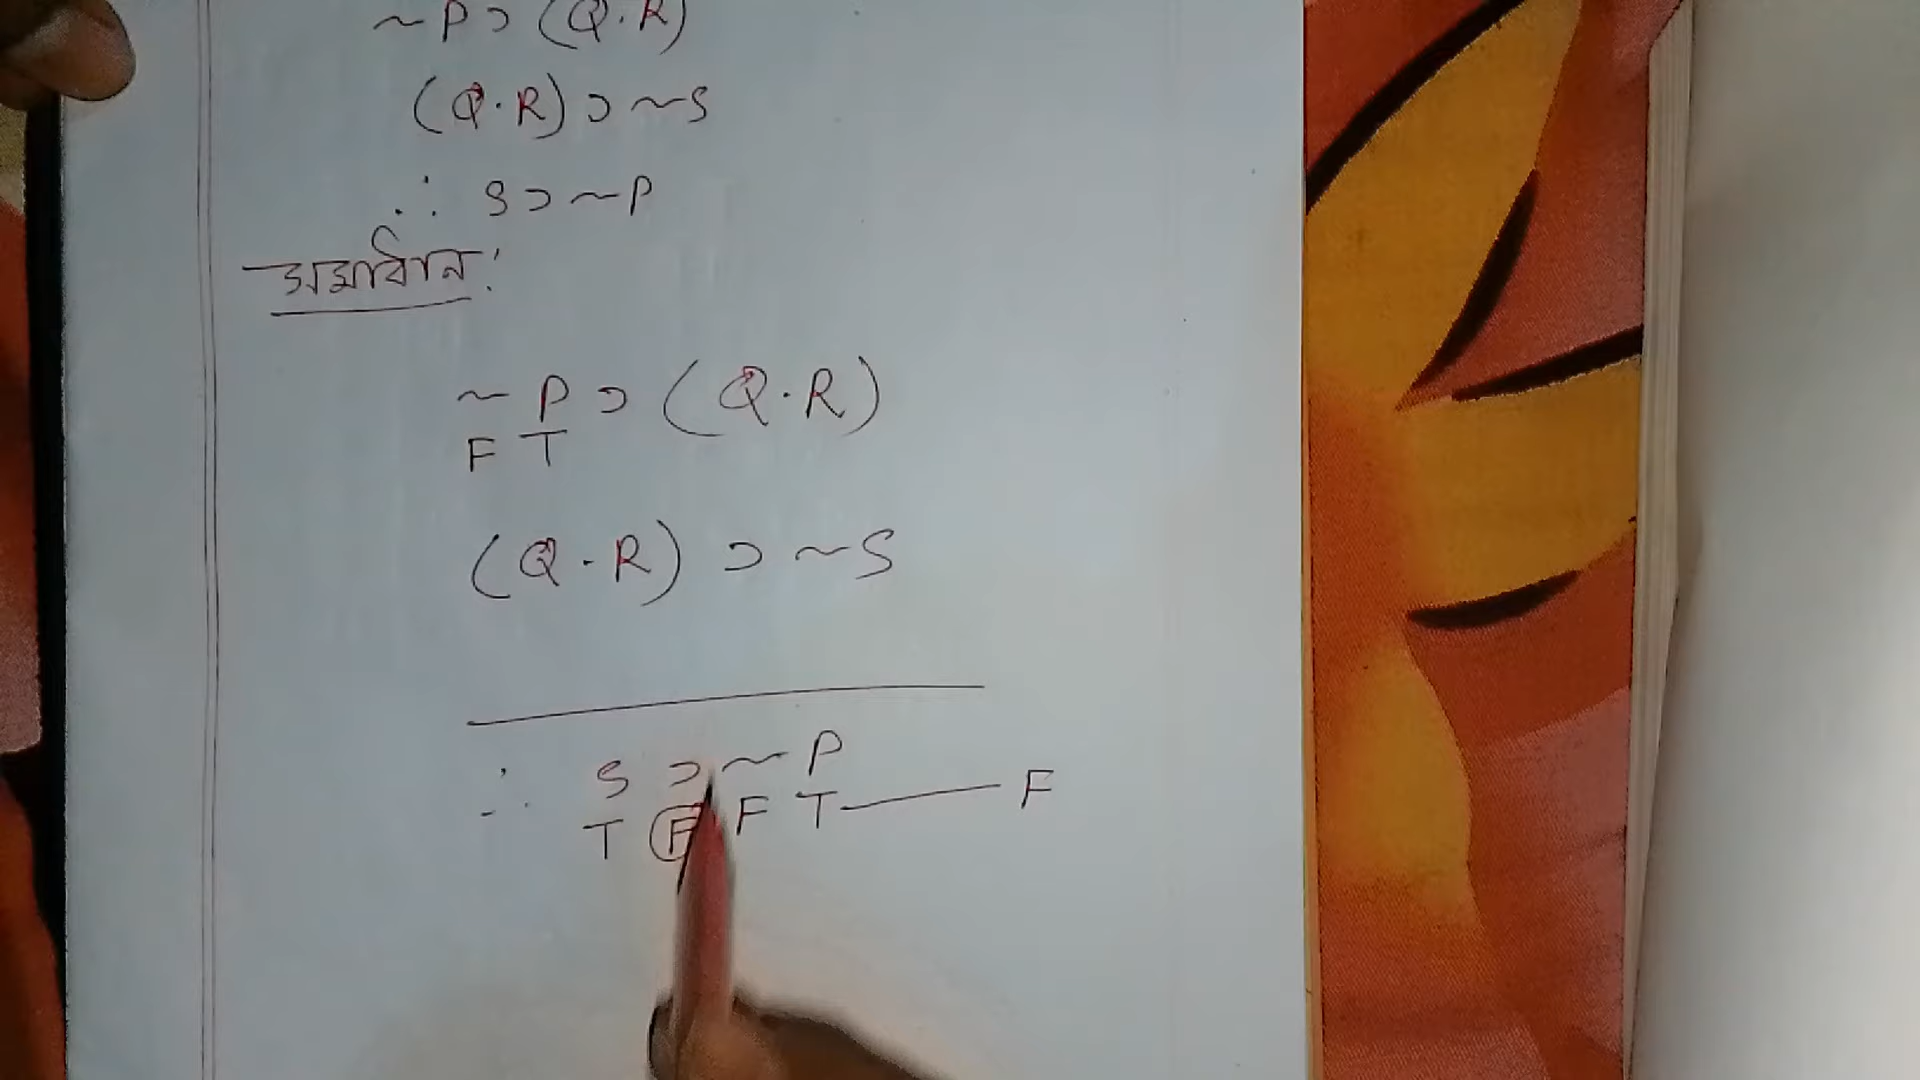 ~P⊃(Q.R)
(Q.R)⊃~S
∴ S⊃~P
সমাধান:
~P⊃(Q.R)
F T
(Q.R)⊃~S
∴ S⊃~P
T F F T — F